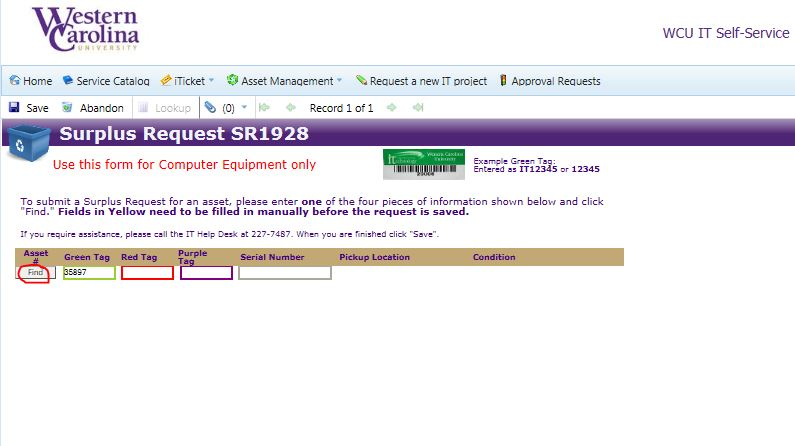 Western
Carolina
UNIVERSITY
WCU IT Self-Service
Home Service Catalog iTicket Asset Management Request a new IT project Approval Requests
Save Abandon Lookup (0) Record 1 of 1
Surplus Request SR1928
Use this form for Computer Equipment only
Western Carolina
University
Example Green Tag:
Entered as IT12345 or 12345
To submit a Surplus Request for an asset, please enter one of the four pieces of information shown below and click
"Find." Fields in Yellow need to be filled in manually before the request is saved.
If you require assistance, please call the IT Help Desk at 227-7487. When you are finished click "Save".
Asset # Green Tag Red Tag Purple Tag Serial Number Pickup Location Condition
Find 35897